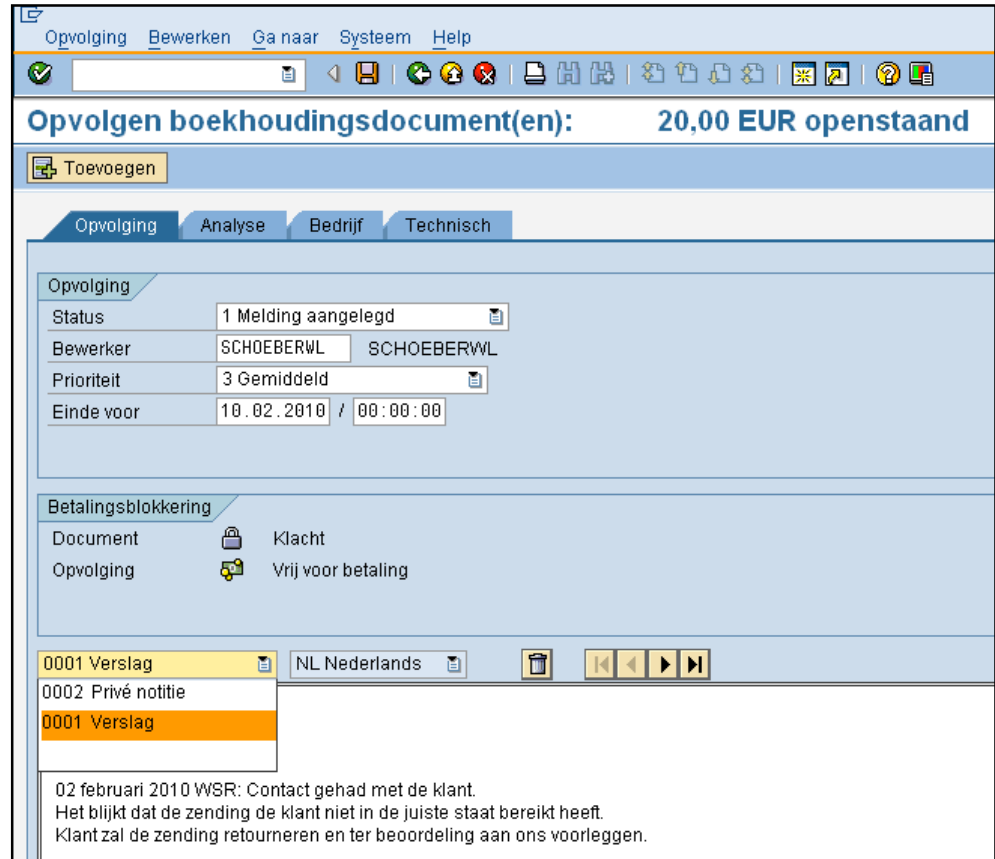 Opvolging Bewerken Ga naar Systeem Help
Opvolgen boekhoudingsdocument(en): 20,00 EUR openstaand
Toevoegen
Opvolging Analyse Bedrijf Technisch
Opvolging
Status 1 Melding aangelegd
Bewerker SCHOEBERWL SCHOEBERWL
Prioriteit 3 Gemiddeld
Einde voor 10.02.2010 / 00:00:00
Betalingsblokkering
Document Klacht
Opvolging Vrij voor betaling
0001 Verslag NL Nederlands
0002 Privé notitie
0001 Verslag
02 februari 2010 WSR: Contact gehad met de klant.
Het blijkt dat de zending de klant niet in de juiste staat bereikt heeft.
Klant zal de zending retourneren en ter beoordeling aan ons voorleggen.